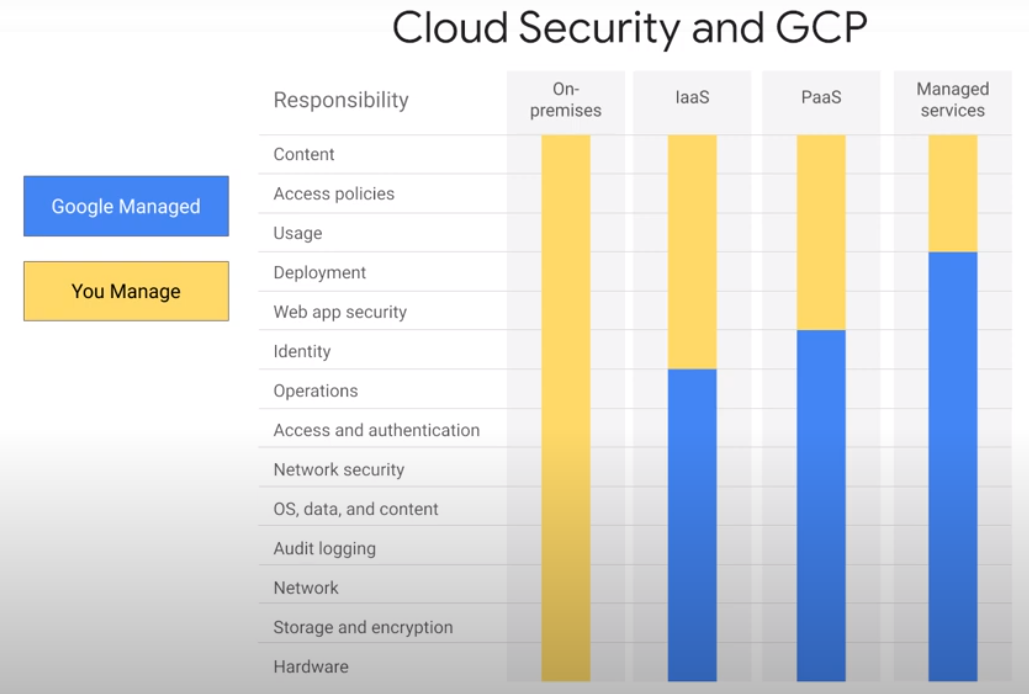 Cloud Security and GCP
Responsibility
On-
premises
IaaS
PaaS
Managed
services
Google Managed
You Manage
Content
Access policies
Usage
Deployment
Web app security
Identity
Operations
Access and authentication
Network security
OS, data, and content
Audit logging
Network
Storage and encryption
Hardware